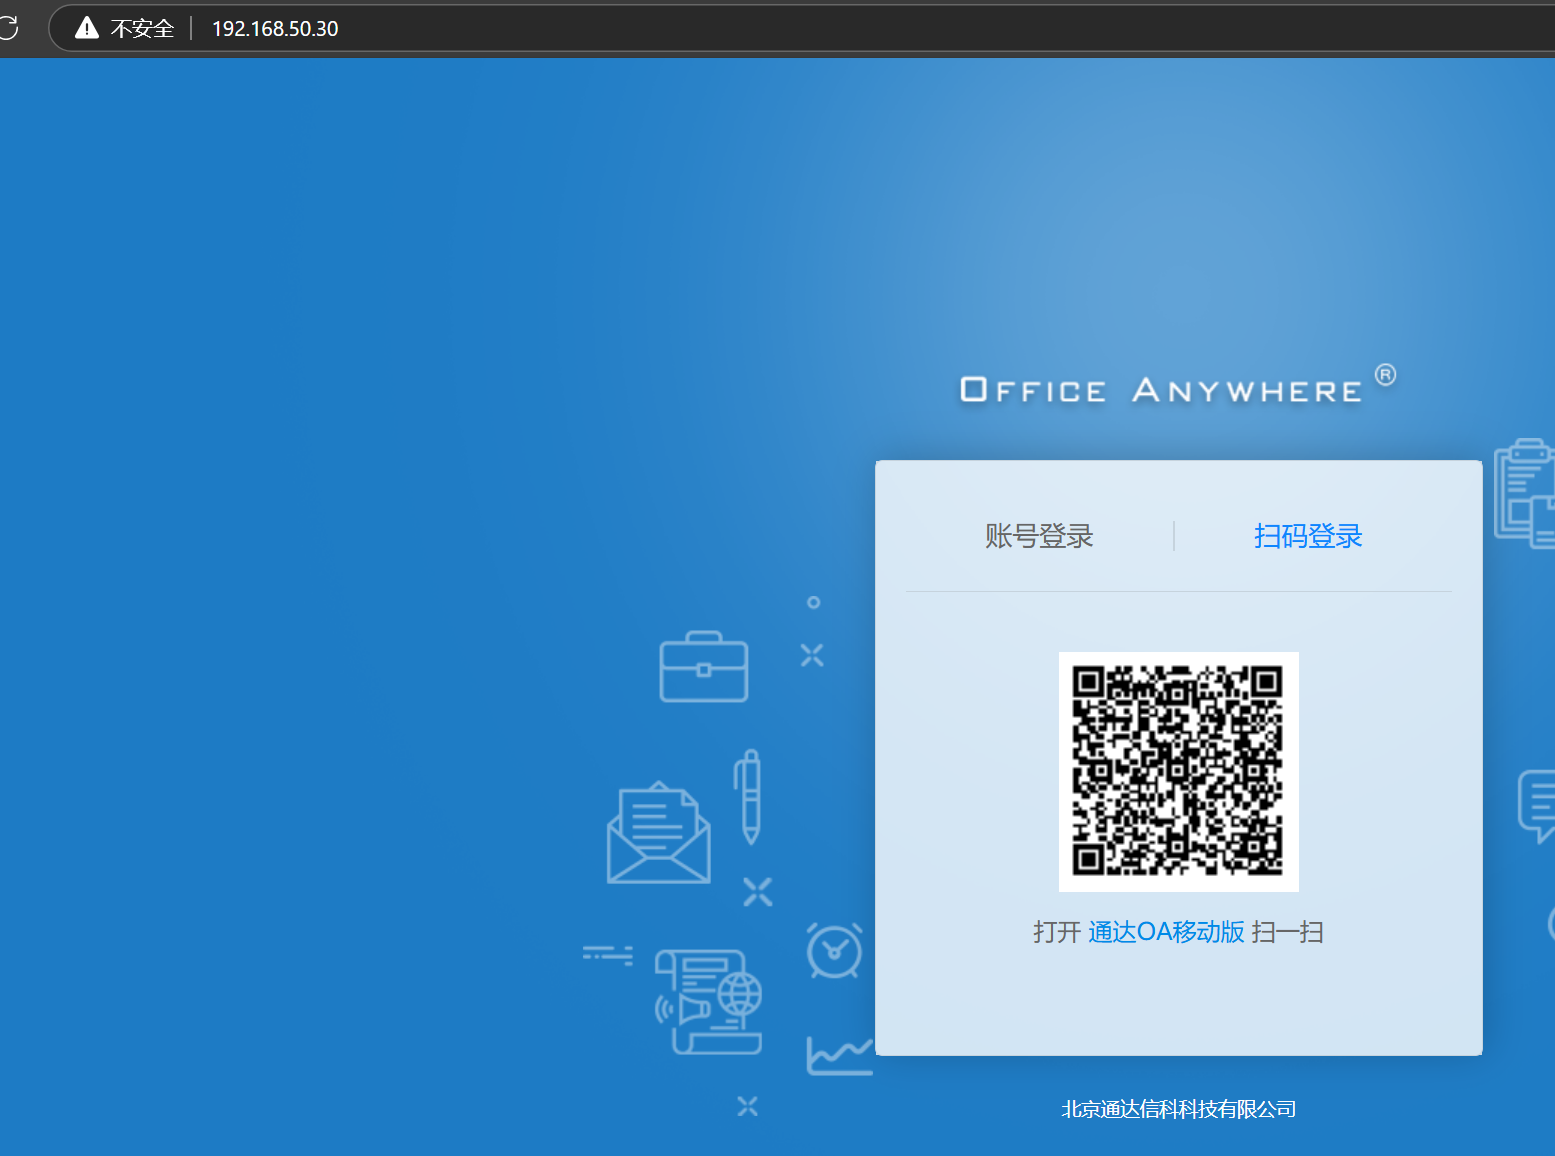 不安全 192.168.50.30
OFFICE ANYWHERE®
账号登录 扫码登录
打开 通达OA移动版 扫一扫
北京通达信科科技有限公司